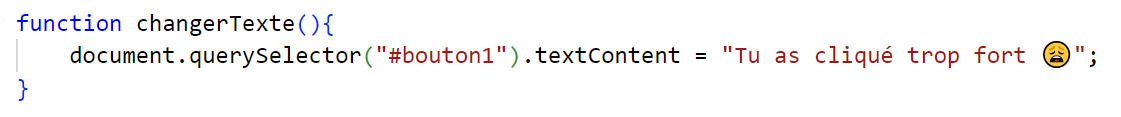 function changerTexte(){
    document.querySelector("#bouton1").textContent = "Tu as cliqué trop fort 😩";
}